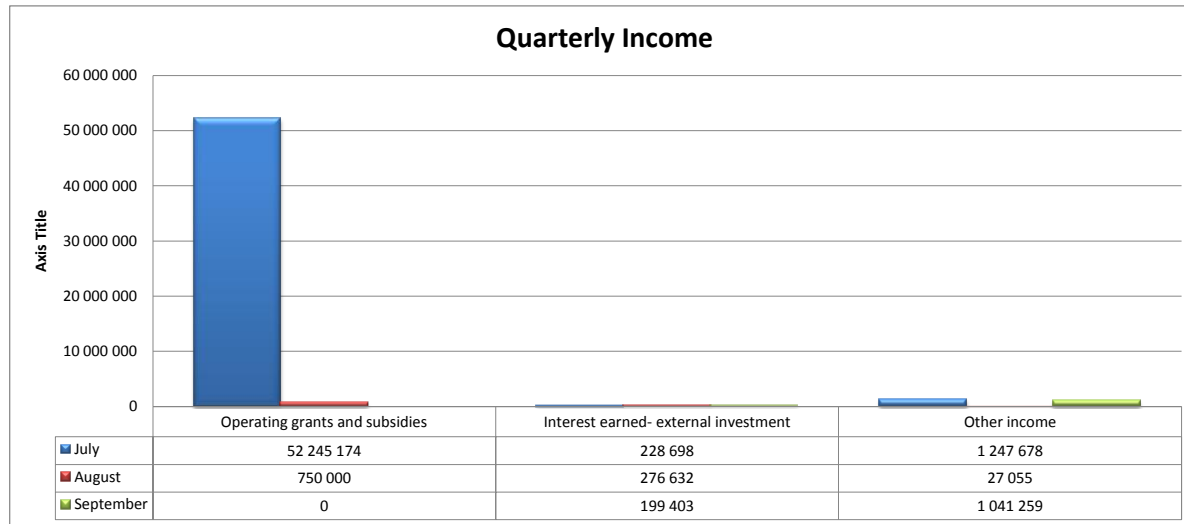 Quarterly Income
60 000 000
50 000 000
40 000 000
30 000 000
20 000 000
10 000 000
0
Axis Title
Operating grants and subsidies Interest earned- external investment Other income
July 52 245 174 228 698 1 247 678
August 750 000 276 632 27 055
September 0 199 403 1 041 259